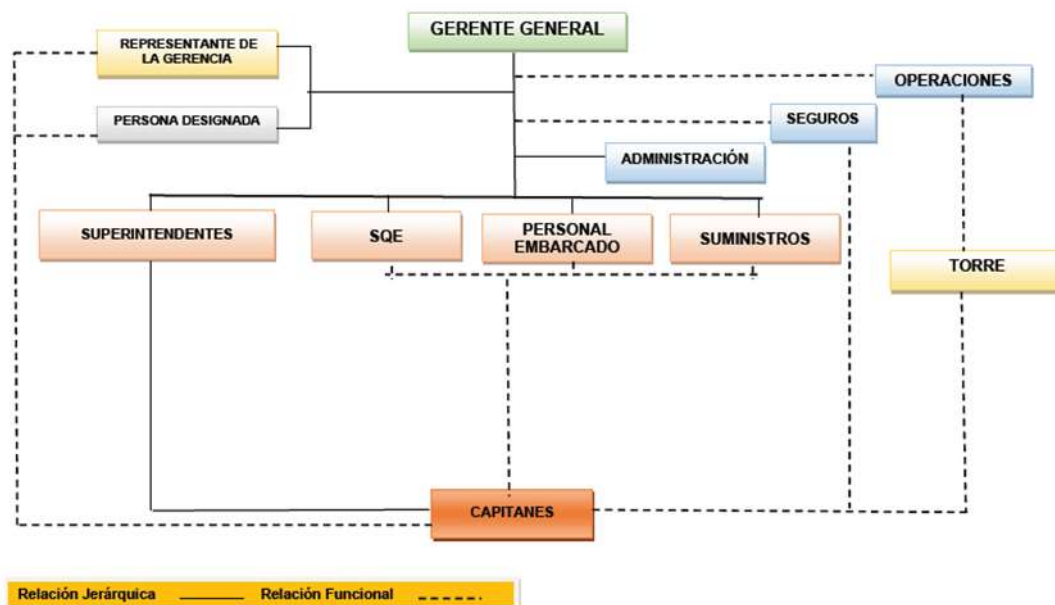 GERENTE GENERAL
REPRESENTANTE DE
LA GERENCIA
OPERACIONES
PERSONA DESIGNADA
SEGUROS
ADMINISTRACIÓN
SUPERINTENDENTES
SQE
PERSONAL
EMBARCADO
SUMINISTROS
TORRE
CAPITANES
Relación Jerárquica
Relación Funcional